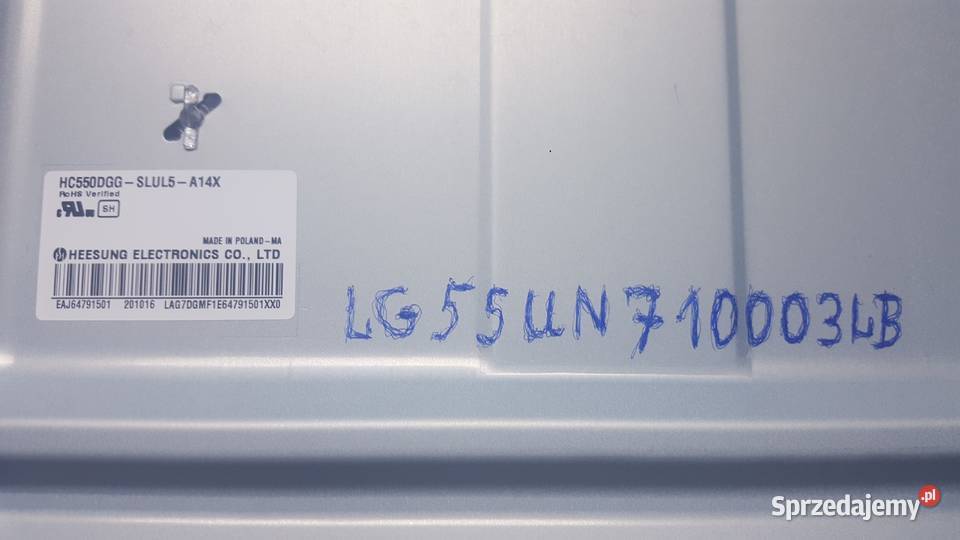 HC550DGG-SLUL5-A14X
RoHS Verified
SH
MADE IN POLAND-MA
HEESUNG ELECTRONICS CO., LTD
EAJ64791501 201016 LAG7DGMF1E64791501XX0
LG55UN710003LB
Sprzedajemy.pl